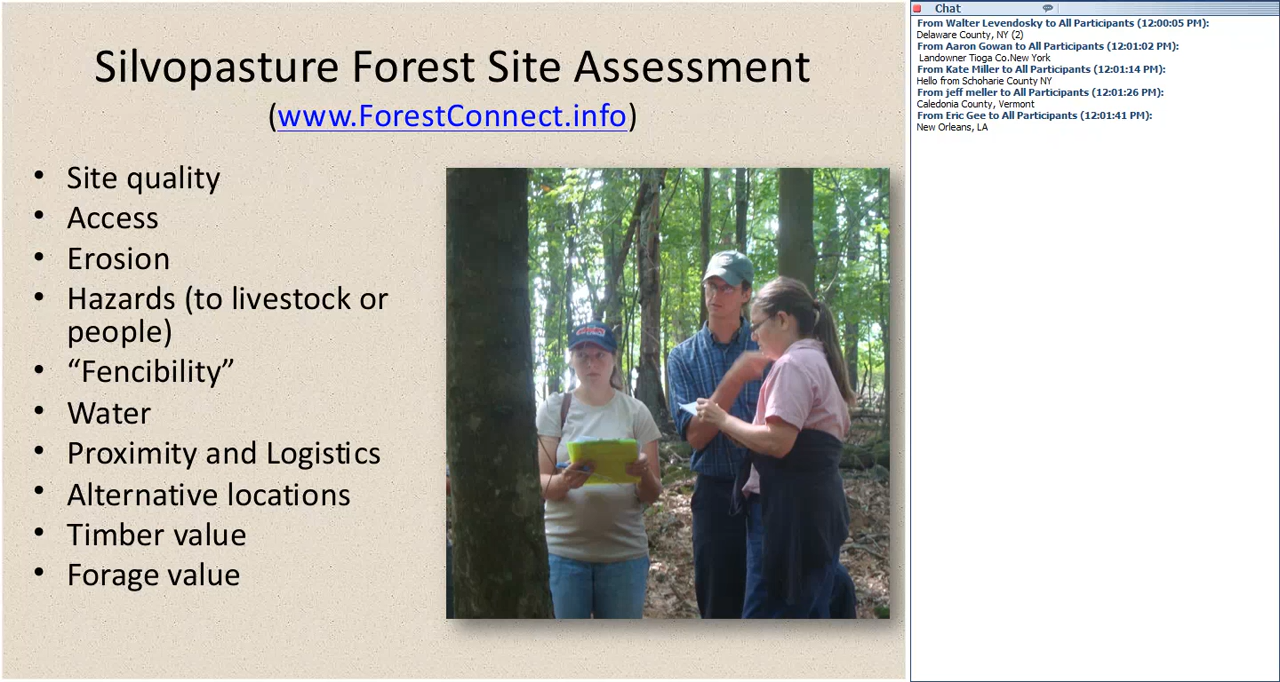 Silvopasture Forest Site Assessment
(www.ForestConnect.info)
• Site quality
• Access
• Erosion
• Hazards (to livestock or
people)
• “Fencibility”
• Water
• Proximity and Logistics
• Alternative locations
• Timber value
• Forage value
Chat
From Walter Levendosky to All Participants (12:00:05 PM):
Delaware County, NY (2)
From Aaron Gowan to All Participants (12:01:02 PM):
Landowner Tioga Co.New York
From Kate Miller to All Participants (12:01:14 PM):
Hello from Schoharie County NY
From jeff meller to All Participants (12:01:26 PM):
Caledonia County, Vermont
From Eric Gee to All Participants (12:01:41 PM):
New Orleans, LA